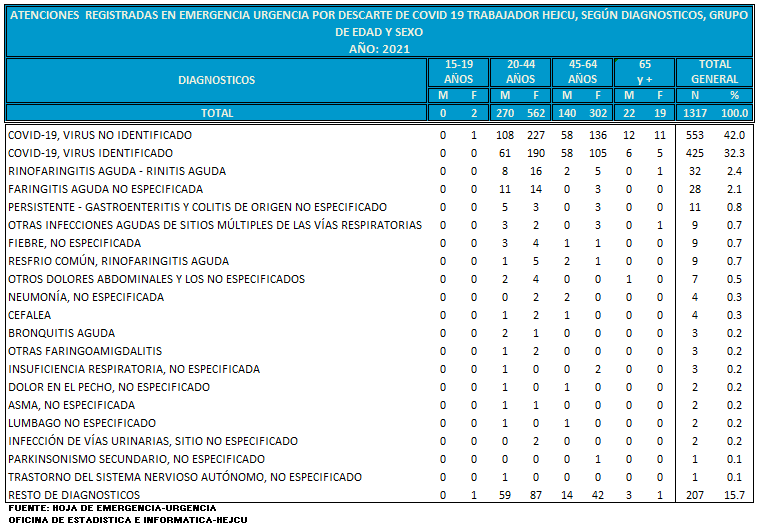 ATENCIONES REGISTRADAS EN EMERGENCIA URGENCIA POR DESCARTE DE COVID 19 TRABAJADOR HEJCU, SEGÚN DIAGNOSTICOS, GRUPO
DE EDAD Y SEXO
AÑO: 2021
DIAGNOSTICOS 15-19 AÑOS 20-44 AÑOS 45-64 AÑOS 65 y + TOTAL GENERAL
M F M F M F M F N %
TOTAL 0 2 270 562 140 302 22 19 1317 100.0
COVID-19, VIRUS NO IDENTIFICADO 0 1 108 227 58 136 12 11 553 42.0
COVID-19, VIRUS IDENTIFICADO 0 0 61 190 58 105 6 5 425 32.3
RINOFARINGITIS AGUDA - RINITIS AGUDA 0 0 8 16 2 5 0 1 32 2.4
FARINGITIS AGUDA NO ESPECIFICADA 0 0 11 14 0 3 0 0 28 2.1
PERSISTENTE - GASTROENTERITIS Y COLITIS DE ORIGEN NO ESPECIFICADO 0 0 5 3 0 3 0 0 11 0.8
OTRAS INFECCIONES AGUDAS DE SITIOS MÚLTIPLES DE LAS VÍAS RESPIRATORIAS 0 0 3 2 0 3 0 1 9 0.7
FIEBRE, NO ESPECIFICADA 0 0 3 4 1 1 0 0 9 0.7
RESFRIO COMÚN, RINOFARINGITIS AGUDA 0 0 1 5 2 1 0 0 9 0.7
OTROS DOLORES ABDOMINALES Y LOS NO ESPECIFICADOS 0 0 2 4 0 0 1 0 7 0.5
NEUMONÍA, NO ESPECIFICADA 0 0 0 2 2 0 0 0 4 0.3
CEFALEA 0 0 1 2 1 0 0 0 4 0.3
BRONQUITIS AGUDA 0 0 2 1 0 0 0 0 3 0.2
OTRAS FARINGOAMIGDALITIS 0 0 1 2 0 0 0 0 3 0.2
INSUFICIENCIA RESPIRATORIA, NO ESPECIFICADA 0 0 1 0 0 2 0 0 3 0.2
DOLOR EN EL PECHO, NO ESPECIFICADO 0 0 1 0 1 0 0 0 2 0.2
ASMA, NO ESPECIFICADA 0 0 1 1 0 0 0 0 2 0.2
LUMBAGO NO ESPECIFICADO 0 0 1 0 1 0 0 0 2 0.2
INFECCIÓN DE VÍAS URINARIAS, SITIO NO ESPECIFICADO 0 0 0 2 0 0 0 0 2 0.2
PARKINSONISMO SECUNDARIO, NO ESPECIFICADO 0 0 0 0 0 1 0 0 1 0.1
TRASTORNO DEL SISTEMA NERVIOSO AUTÓNOMO, NO ESPECIFICADO 0 0 1 0 0 0 0 0 1 0.1
RESTO DE DIAGNOSTICOS 0 1 59 87 14 42 3 1 207 15.7
FUENTE: HOJA DE EMERGENCIA-URGENCIA
OFICINA DE ESTADISTICA E INFORMATICA-HEJCU